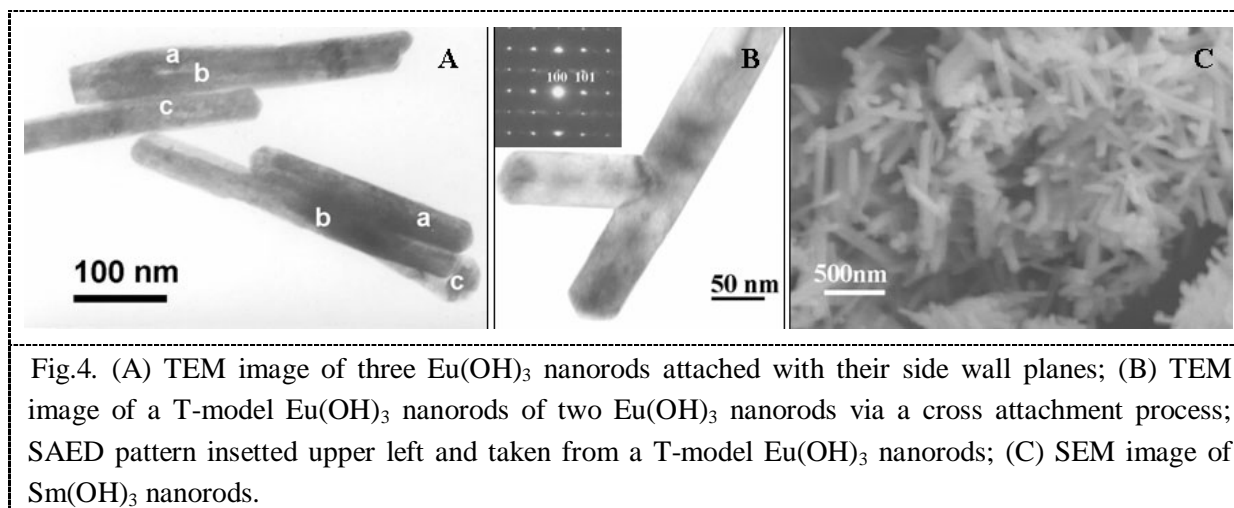 a
b
A
c
b
a
c
100 nm
100 1̄01
B
50 nm
C
500nm
Fig.4. (A) TEM image of three Eu(OH)₃ nanorods attached with their side wall planes; (B) TEM
image of a T-model Eu(OH)₃ nanorods of two Eu(OH)₃ nanorods via a cross attachment process;
SAED pattern insetted upper left and taken from a T-model Eu(OH)₃ nanorods; (C) SEM image of
Sm(OH)₃ nanorods.